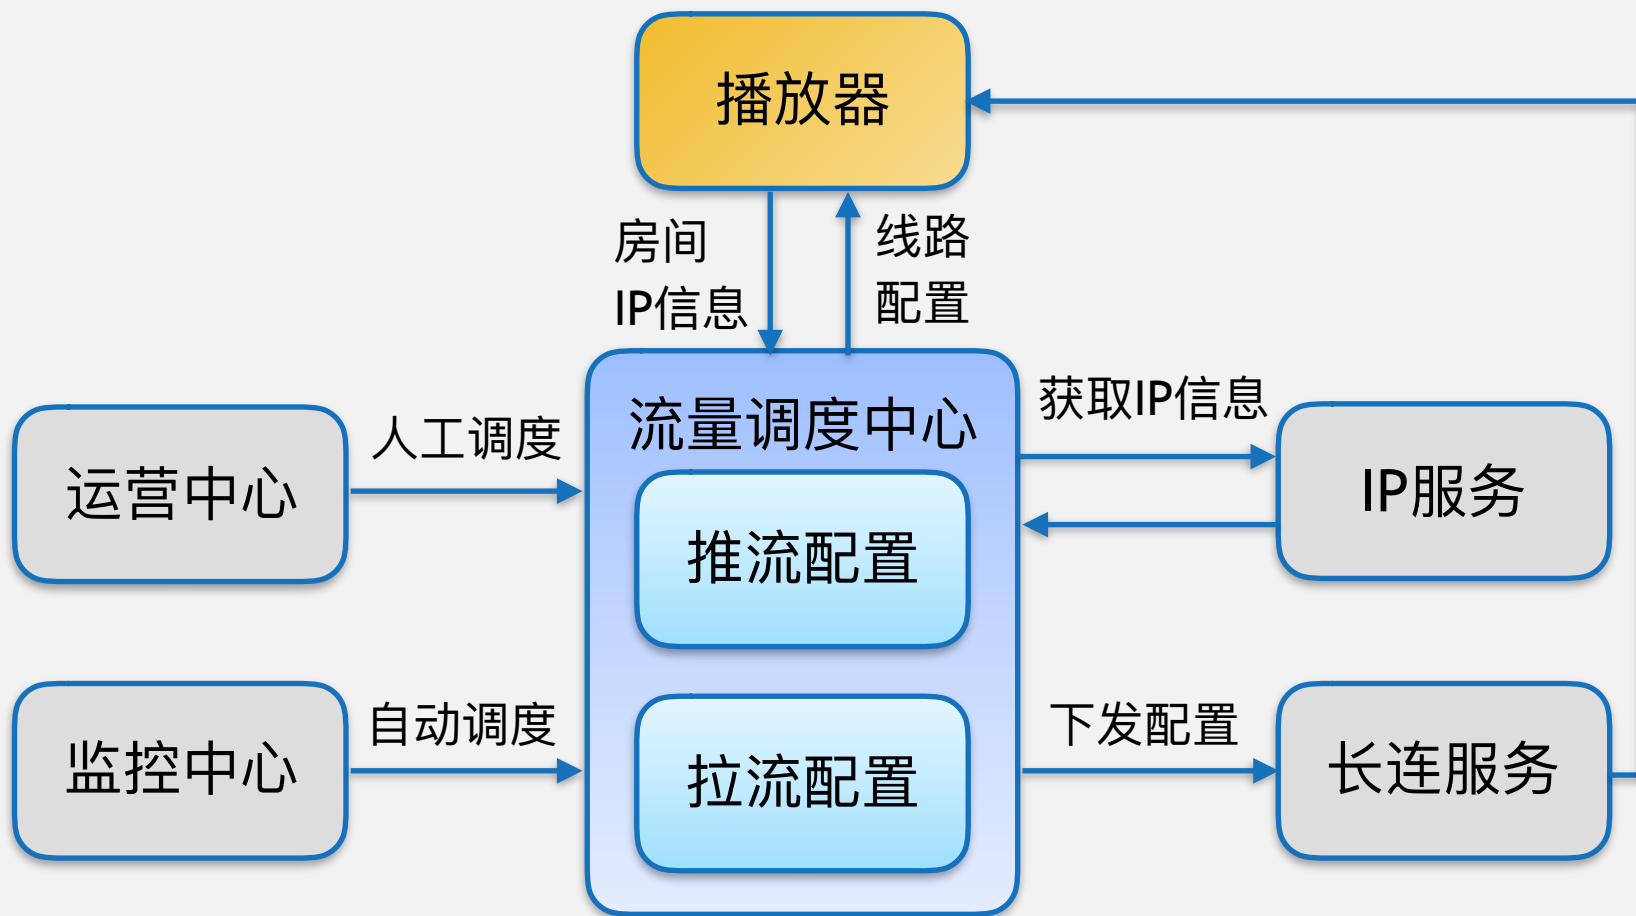 播放器
房间
IP信息
线路
配置
流量调度中心
获取IP信息
人工调度
运营中心
IP服务
推流配置
自动调度
下发配置
监控中心
拉流配置
长连服务